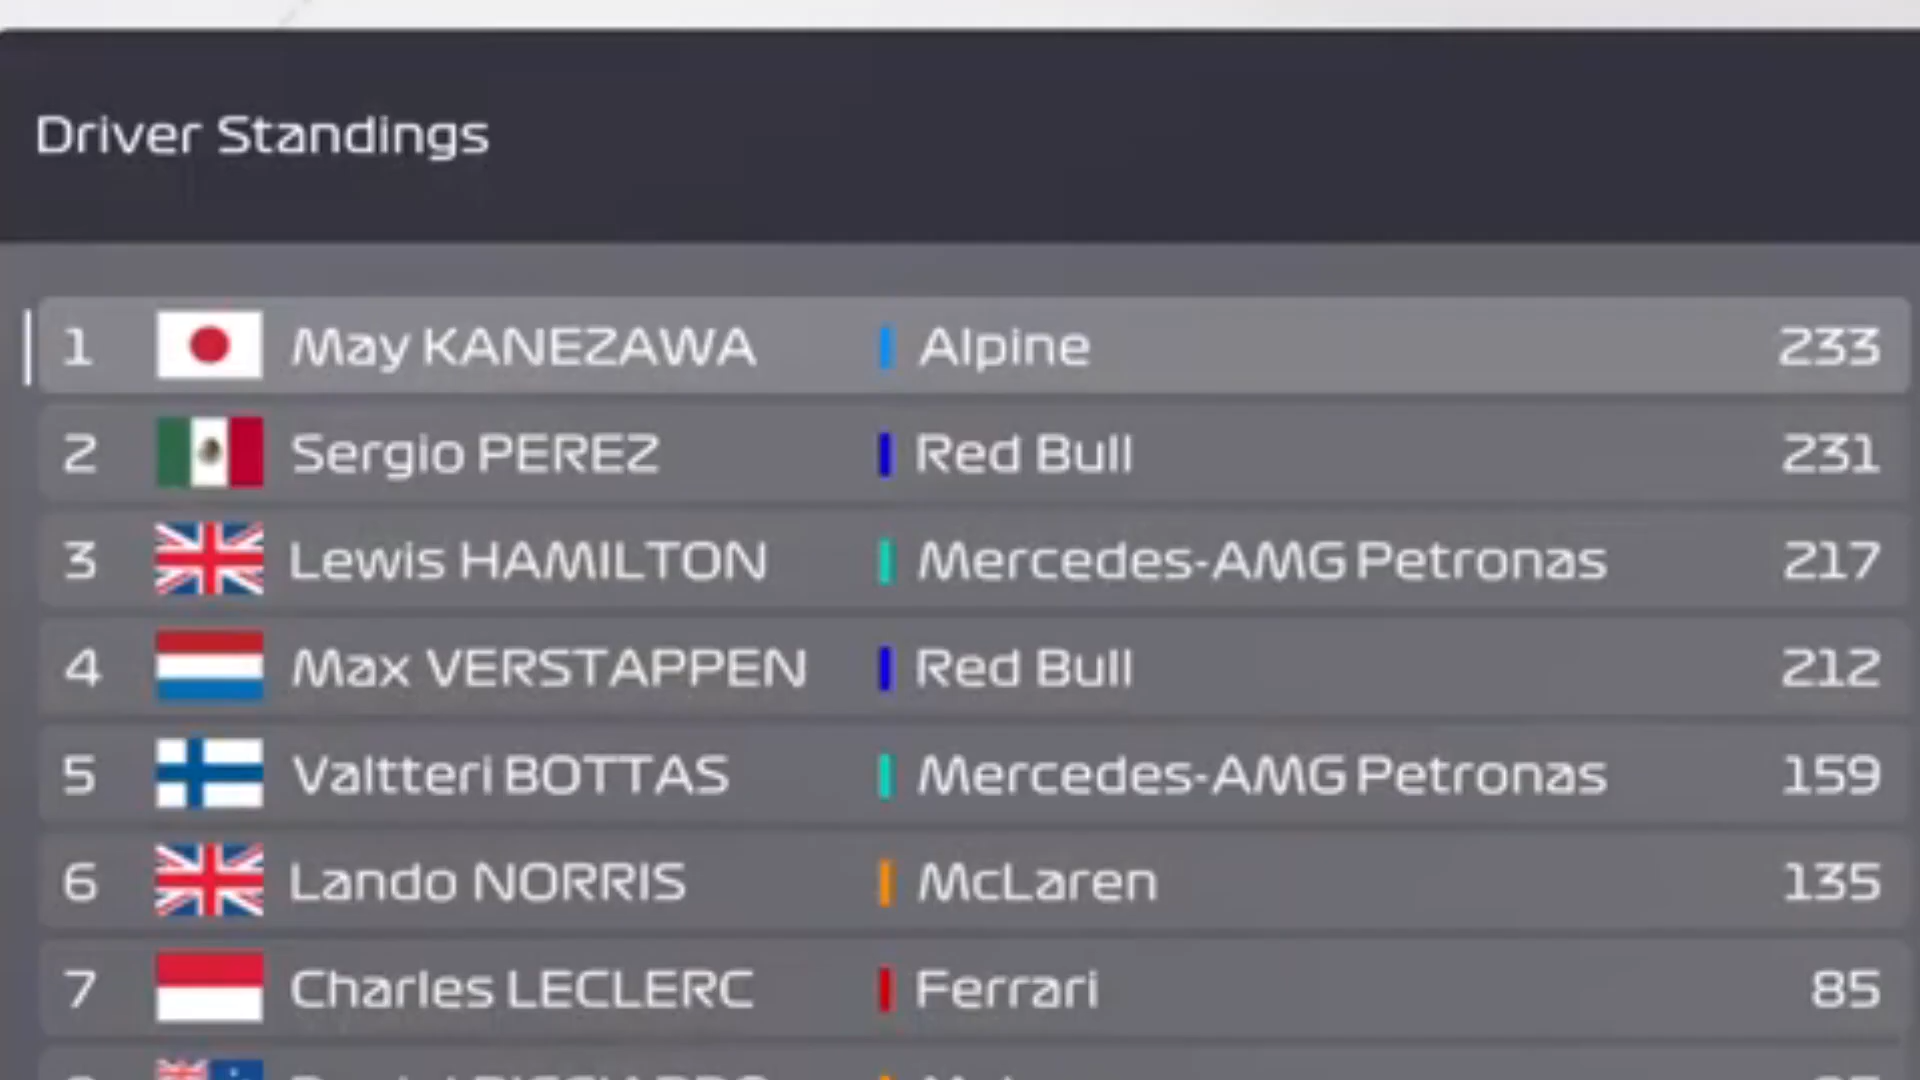 Driver Standings
1 May KANEZAWA Alpine 233
2 Sergio PEREZ Red Bull 231
3 Lewis HAMILTON Mercedes-AMG Petronas 217
4 Max VERSTAPPEN Red Bull 212
5 Valtteri BOTTAS Mercedes-AMG Petronas 159
6 Lando NORRIS McLaren 135
7 Charles LECLERC Ferrari 85